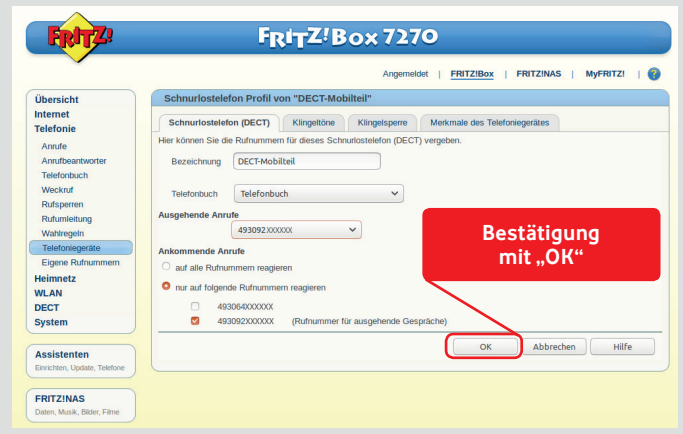 FRITZ!
FRITZ!Box 7270
Angemeldet | FRITZ!Box | FRITZ!NAS | MyFRITZ! | ?
Übersicht
Internet
Telefonie
Anrufe
Anrufbeantworter
Telefonbuch
Weckruf
Rufsperren
Rufumleitung
Wahlregeln
Telefoniegeräte
Eigene Rufnummern
Heimnetz
WLAN
DECT
System
Assistenten
Einrichten, Update, Telefone
FRITZ!NAS
Daten, Musik, Bilder, Filme
Schnurlostelefon Profil von "DECT-Mobilteil"
Schnurlostelefon (DECT) Klingeltöne Klingelsperre Merkmale des Telefoniegerätes
Hier können Sie die Rufnummern für dieses Schnurlostelefon (DECT) vergeben.
Bezeichnung DECT-Mobilteil
Telefonbuch Telefonbuch
Ausgehende Anrufe
493092XXXXXX
Ankommende Anrufe
auf alle Rufnummern reagieren
nur auf folgende Rufnummern reagieren
493064XXXXXX
493092XXXXXX (Rufnummer für ausgehende Gespräche)
Bestätigung
mit „OK“
OK Abbrechen Hilfe